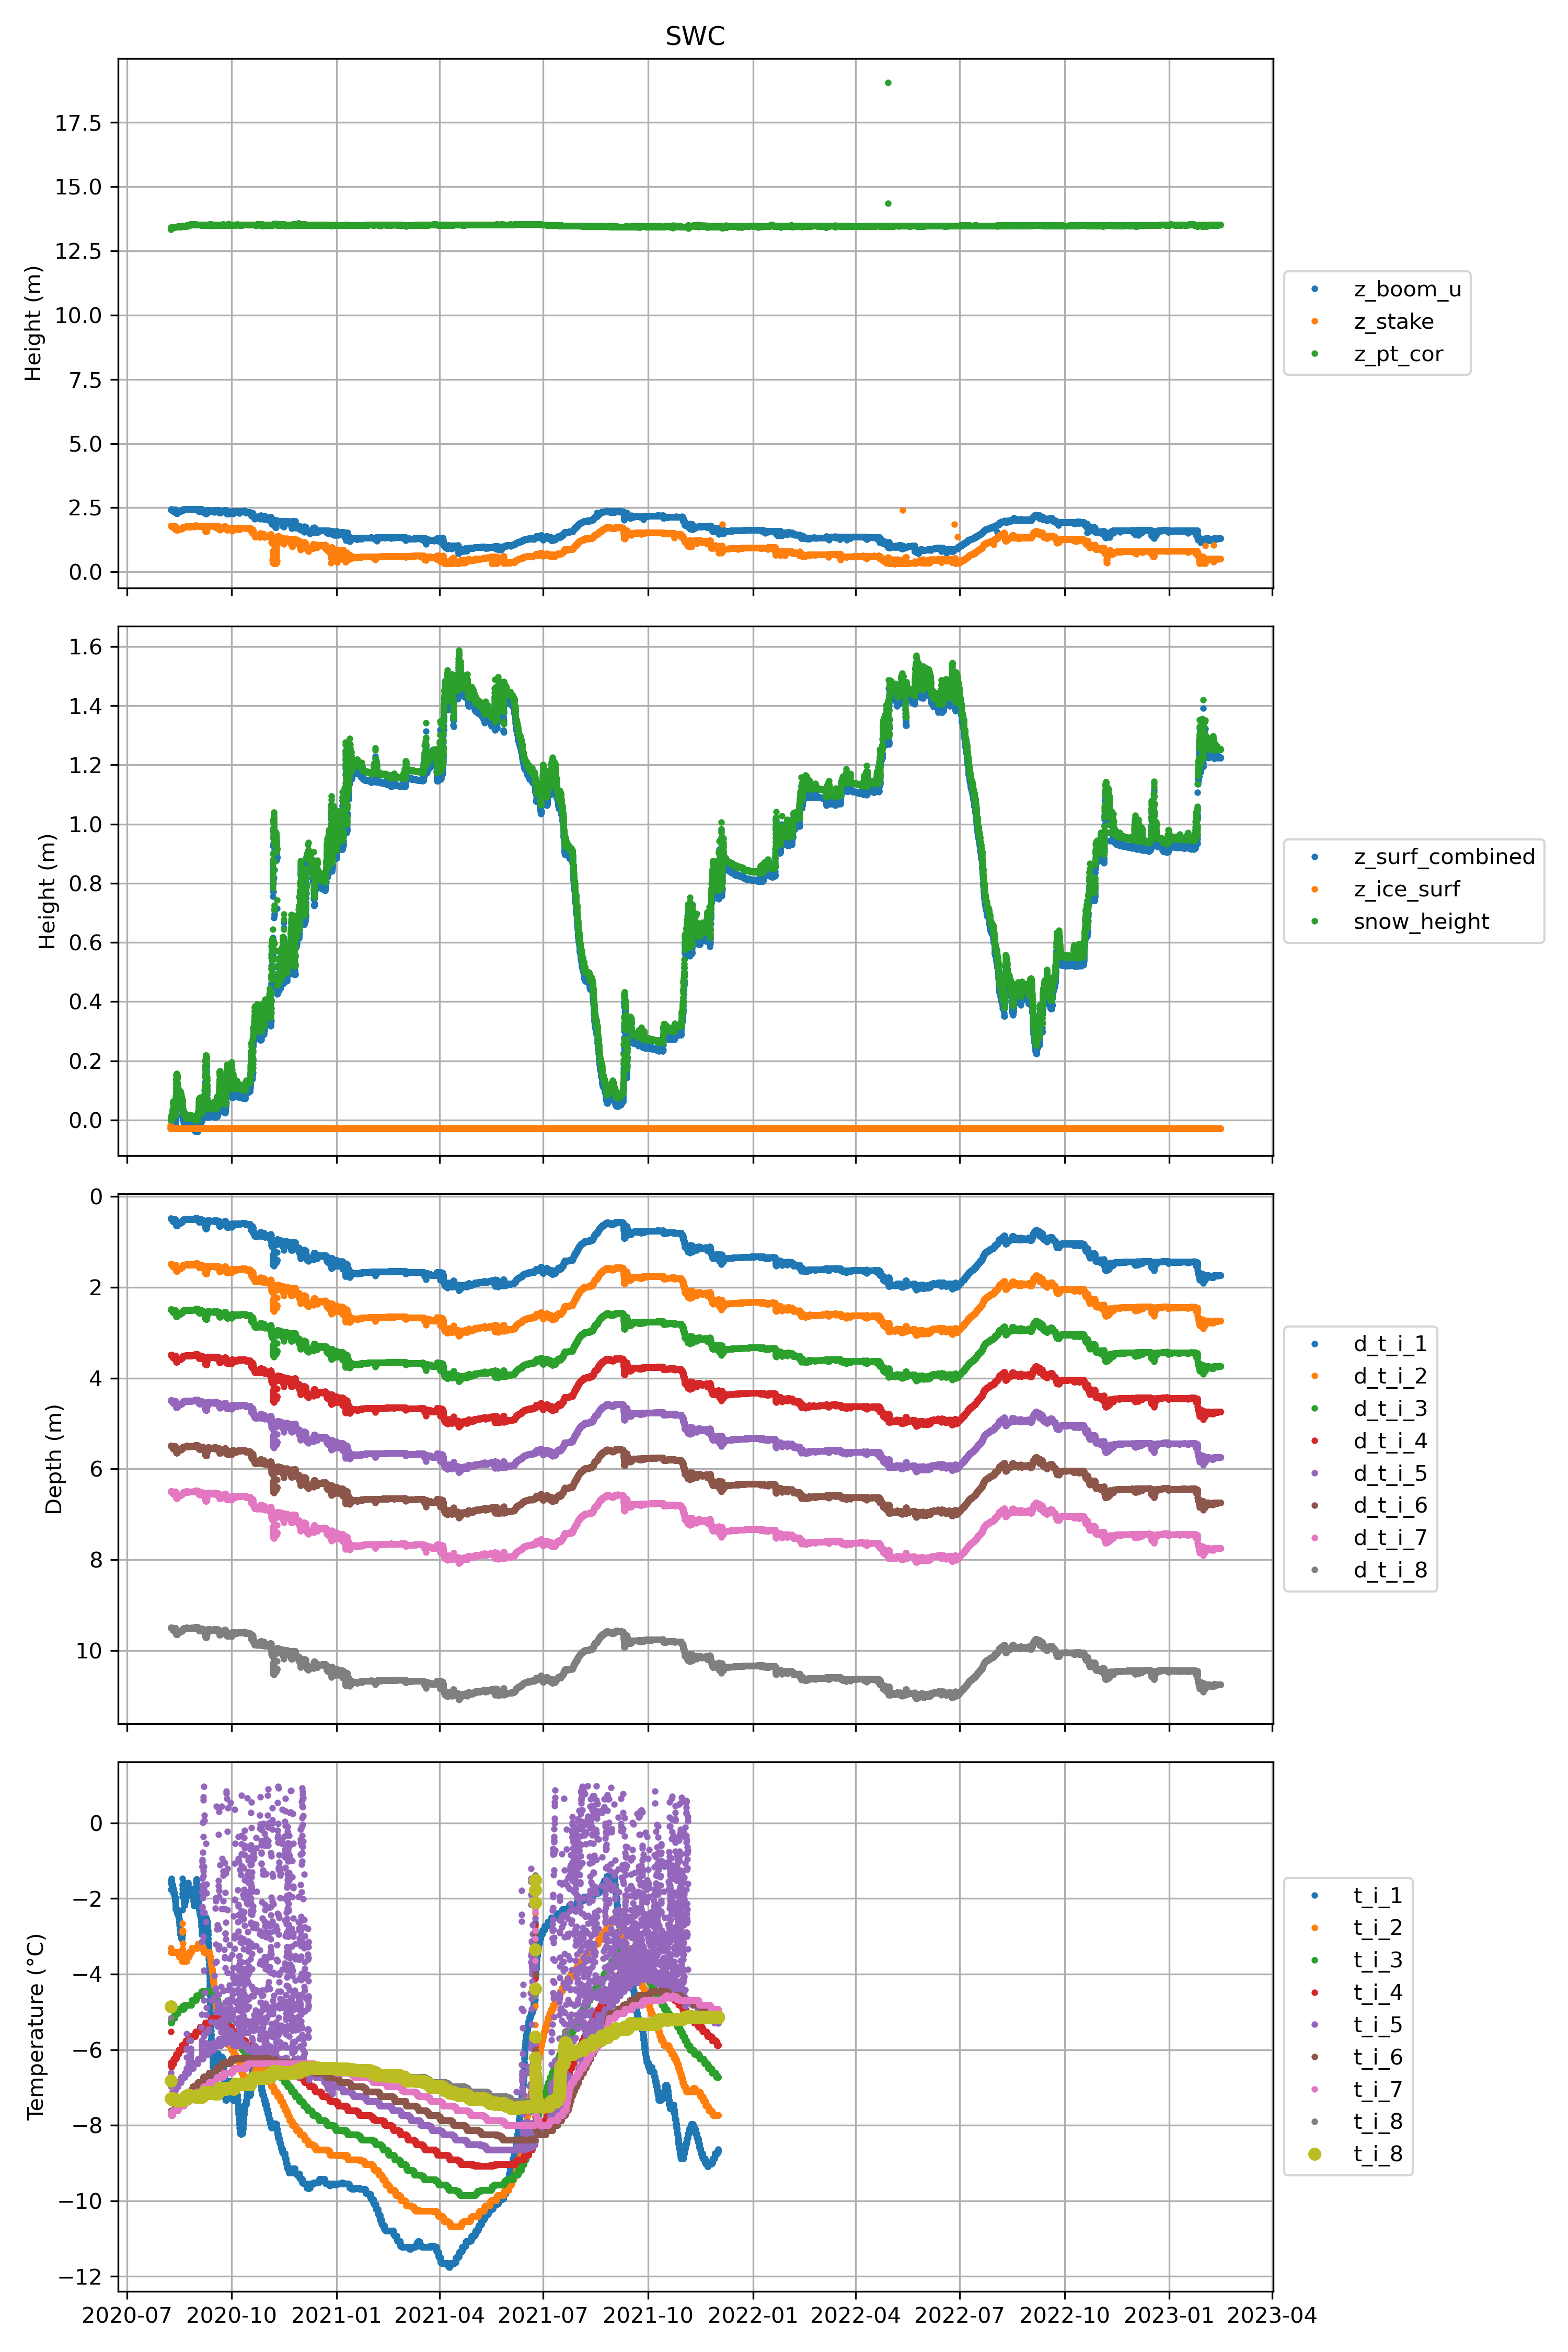 SWC
17.5
15.0
12.5
10.0
7.5
5.0
2.5
0.0
Height (m)
z_boom_u
z_stake
z_pt_cor
1.6
1.4
1.2
1.0
0.8
0.6
0.4
0.2
0.0
Height (m)
z_surf_combined
z_ice_surf
snow_height
0
2
4
6
8
10
Depth (m)
d_t_i_1
d_t_i_2
d_t_i_3
d_t_i_4
d_t_i_5
d_t_i_6
d_t_i_7
d_t_i_8
0
−2
−4
−6
−8
−10
−12
Temperature (°C)
t_i_1
t_i_2
t_i_3
t_i_4
t_i_5
t_i_6
t_i_7
t_i_8
t_i_8
2020-07 2020-10 2021-01 2021-04 2021-07 2021-10 2022-01 2022-04 2022-07 2022-10 2023-01 2023-04